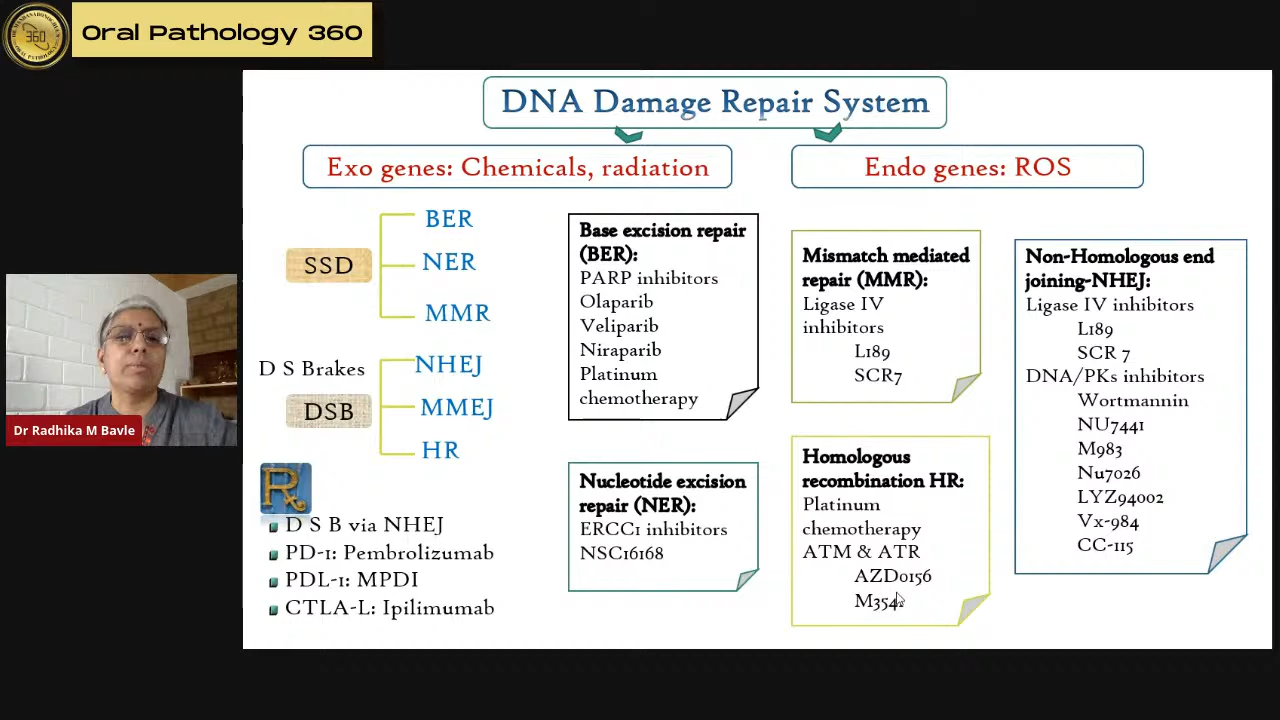 360
Oral Pathology 360
DNA Damage Repair System
Exo genes: Chemicals, radiation
Endo genes: ROS
SSD
BER
NER
MMR
D S Brakes
DSB
NHEJ
MMEJ
HR
D S B via NHEJ
PD-1: Pembrolizumab
PDL-1: MPDI
CTLA-L: Ipilimumab
Base excision repair
(BER):
PARP inhibitors
Olaparib
Veliparib
Niraparib
Platinum
chemotherapy
Nucleotide excision
repair (NER):
ERCC1 inhibitors
NSC16168
Mismatch mediated
repair (MMR):
Ligase IV
inhibitors
L189
SCR7
Homologous
recombination HR:
Platinum
chemotherapy
ATM & ATR
AZD0156
M3541
Non-Homologous end
joining-NHEJ:
Ligase IV inhibitors
L189
SCR 7
DNA/PKs inhibitors
Wortmannin
NU7441
M983
Nu7026
LYZ94002
Vx-984
CC-115
Dr Radhika M Bavle